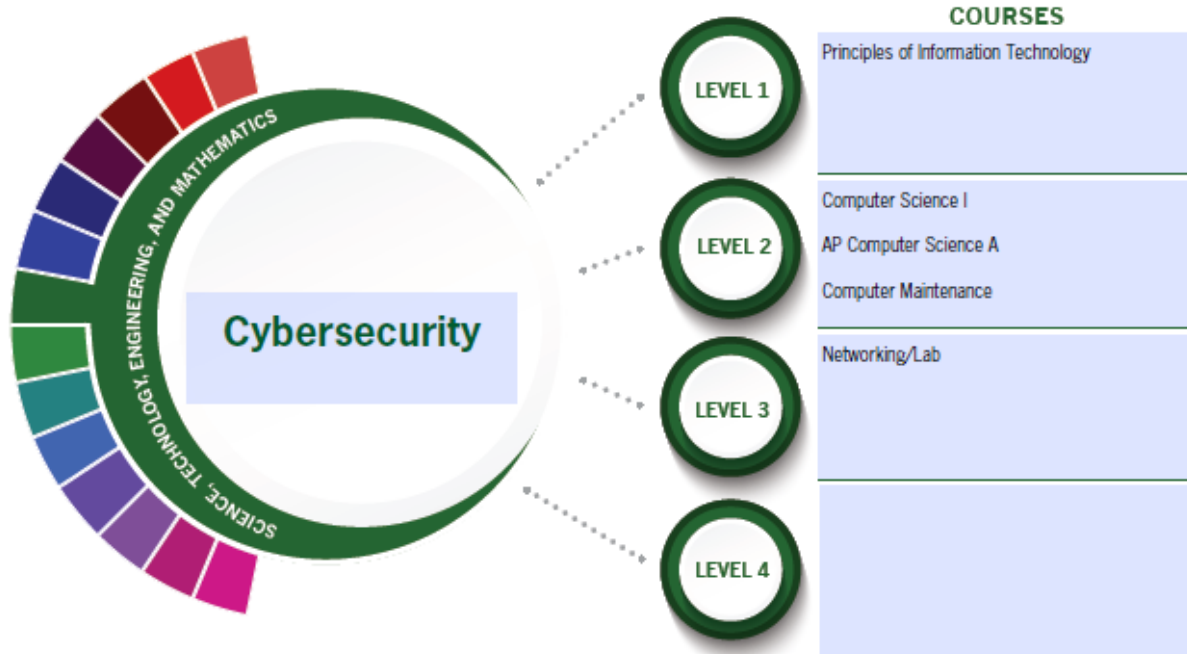 COURSES
SCIENCE, TECHNOLOGY, ENGINEERING, AND MATHEMATICS
Cybersecurity
LEVEL 1
Principles of Information Technology
LEVEL 2
Computer Science I
AP Computer Science A
Computer Maintenance
LEVEL 3
Networking/Lab
LEVEL 4